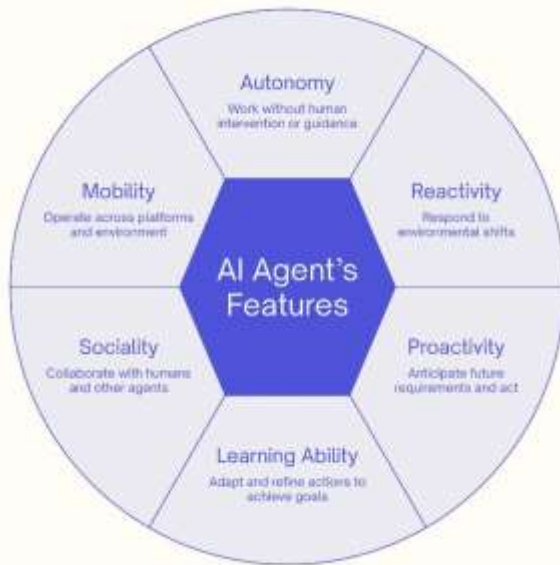 Autonomy
Work without human
intervention or guidance
Reactivity
Respond to
environmental shifts
Proactivity
Anticipate future
requirements and act
Learning Ability
Adapt and refine actions to
achieve goals
Sociality
Collaborate with humans
and other agents
Mobility
Operate across platforms
and environment
AI Agent's
Features